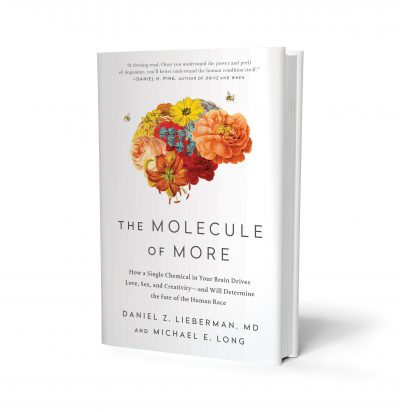 "A riveting read. Once you understand the power and peril
of dopamine, you'll better understand the human condition itself."
—DANIEL H. PINK, AUTHOR OF DRIVE AND WHEN
THE MOLECULE
OF MORE
How a Single Chemical in Your Brain Drives
Love, Sex, and Creativity—and Will Determine
the Fate of the Human Race
DANIEL Z. LIEBERMAN, MD
AND MICHAEL E. LONG